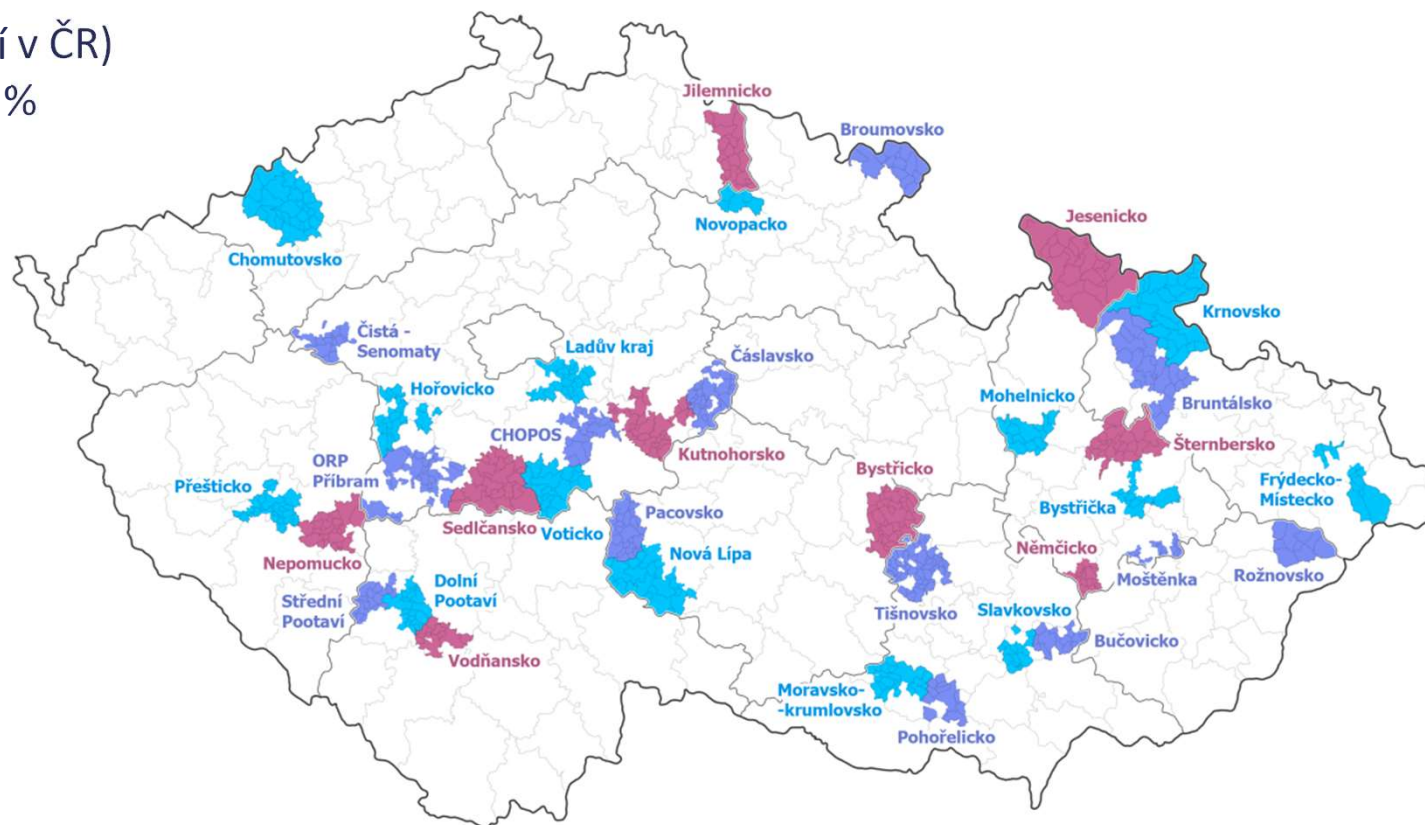 í v ČR)
%
Jilemnicko
Broumovsko
Novopacko
Jesenicko
Chomutovsko
Krnovsko
Čistá -
Senomaty
Ladův kraj
Čáslavsko
Hořovicko
Mohelnicko
Bruntálsko
CHOPOS
Šternbersko
Kutnohorsko
ORP
Příbram
Bystřicko
Přešticko
Frýdecko-
Místecko
Bystřička
Pacovsko
Sedlčansko
Voticko
Němčicko
Nová Lípa
Nepomucko
Moštěnka
Rožnovsko
Dolní
Pootaví
Střední
Pootaví
Tišnovsko
Slavkovsko
Bučovicko
Vodňansko
Moravsko-
-krumlovsko
Pohořelicko